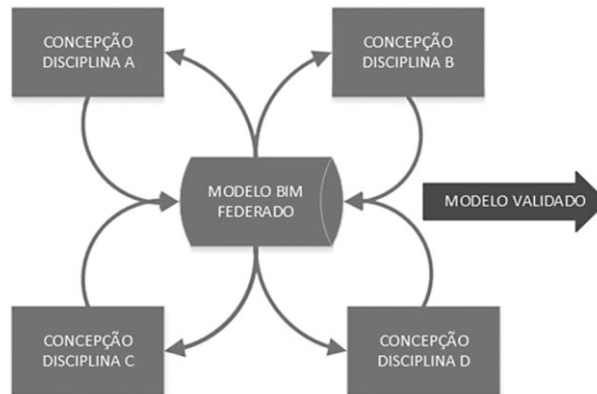 CONCEPÇÃO
DISCIPLINA A
CONCEPÇÃO
DISCIPLINA B
MODELO BIM
FEDERADO
MODELO VALIDADO
CONCEPÇÃO
DISCIPLINA C
CONCEPÇÃO
DISCIPLINA D